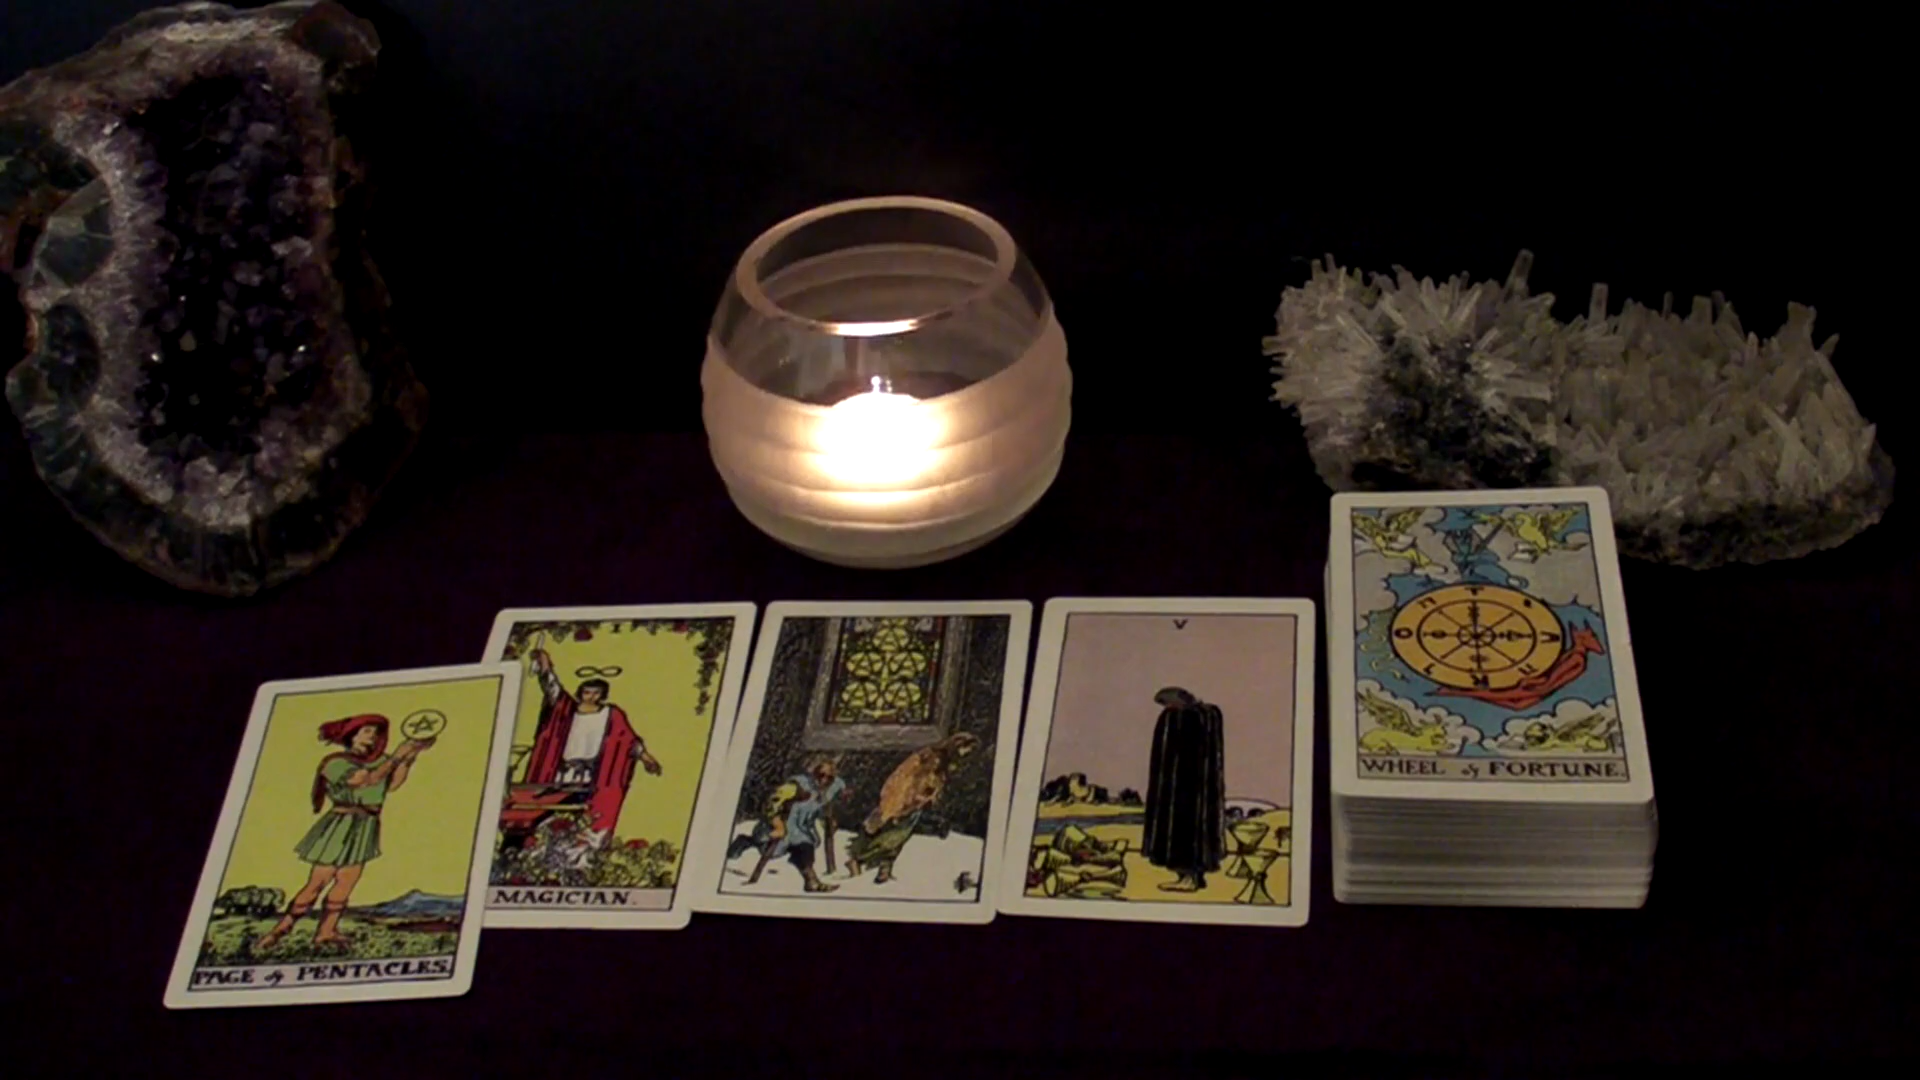 PAGE of PENTACLES.
I
MAGICIAN.
V
WHEEL of FORTUNE.